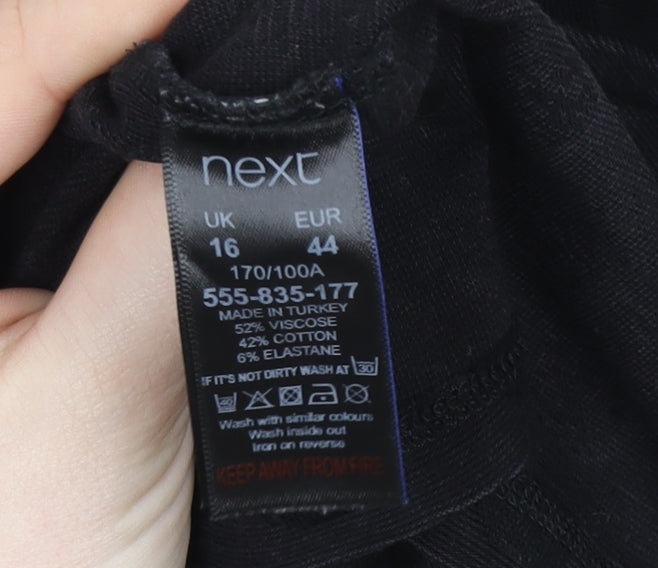 next
UK EUR
16 44
170/100A
555-835-177
MADE IN TURKEY
52% VISCOSE
42% COTTON
6% ELASTANE
IF IT'S NOT DIRTY WASH AT 30
40
Wash with similar colours
Wash inside out
Iron on reverse
KEEP AWAY FROM FIRE